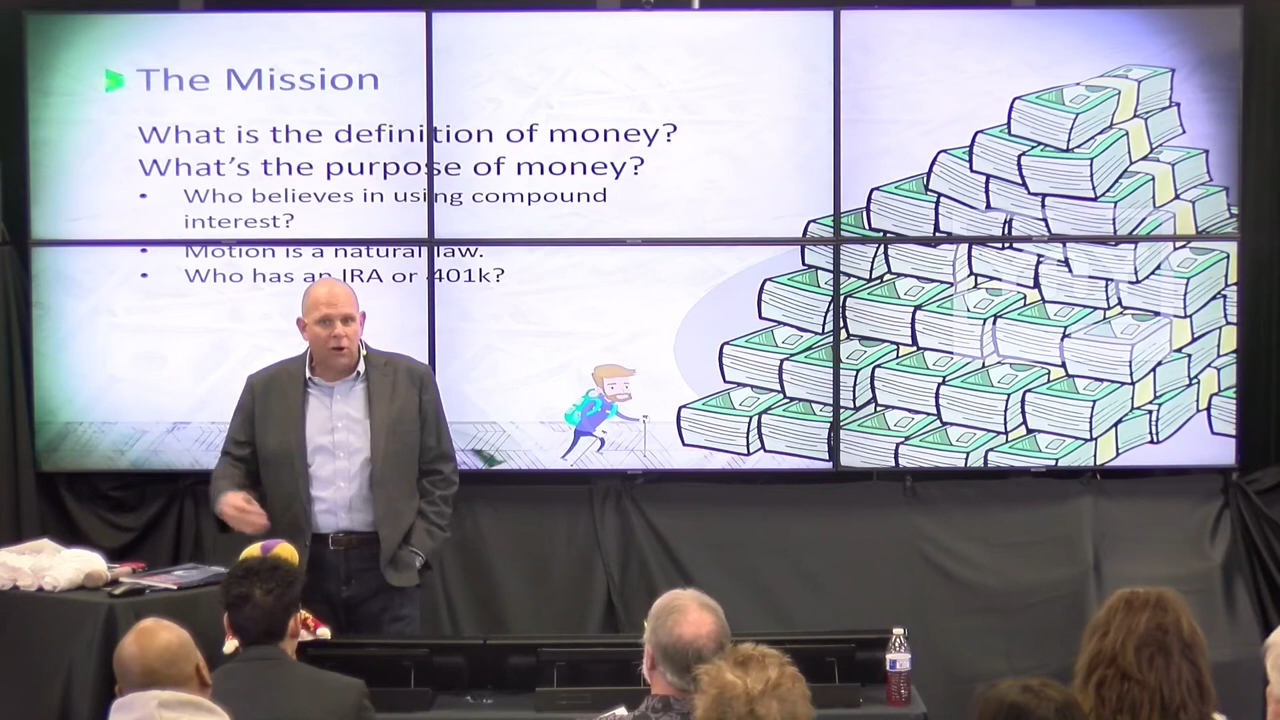 The Mission
What is the definition of money?
What's the purpose of money?
• Who believes in using compound
interest?
• Motion is a natural law.
• Who has an IRA or 401k?